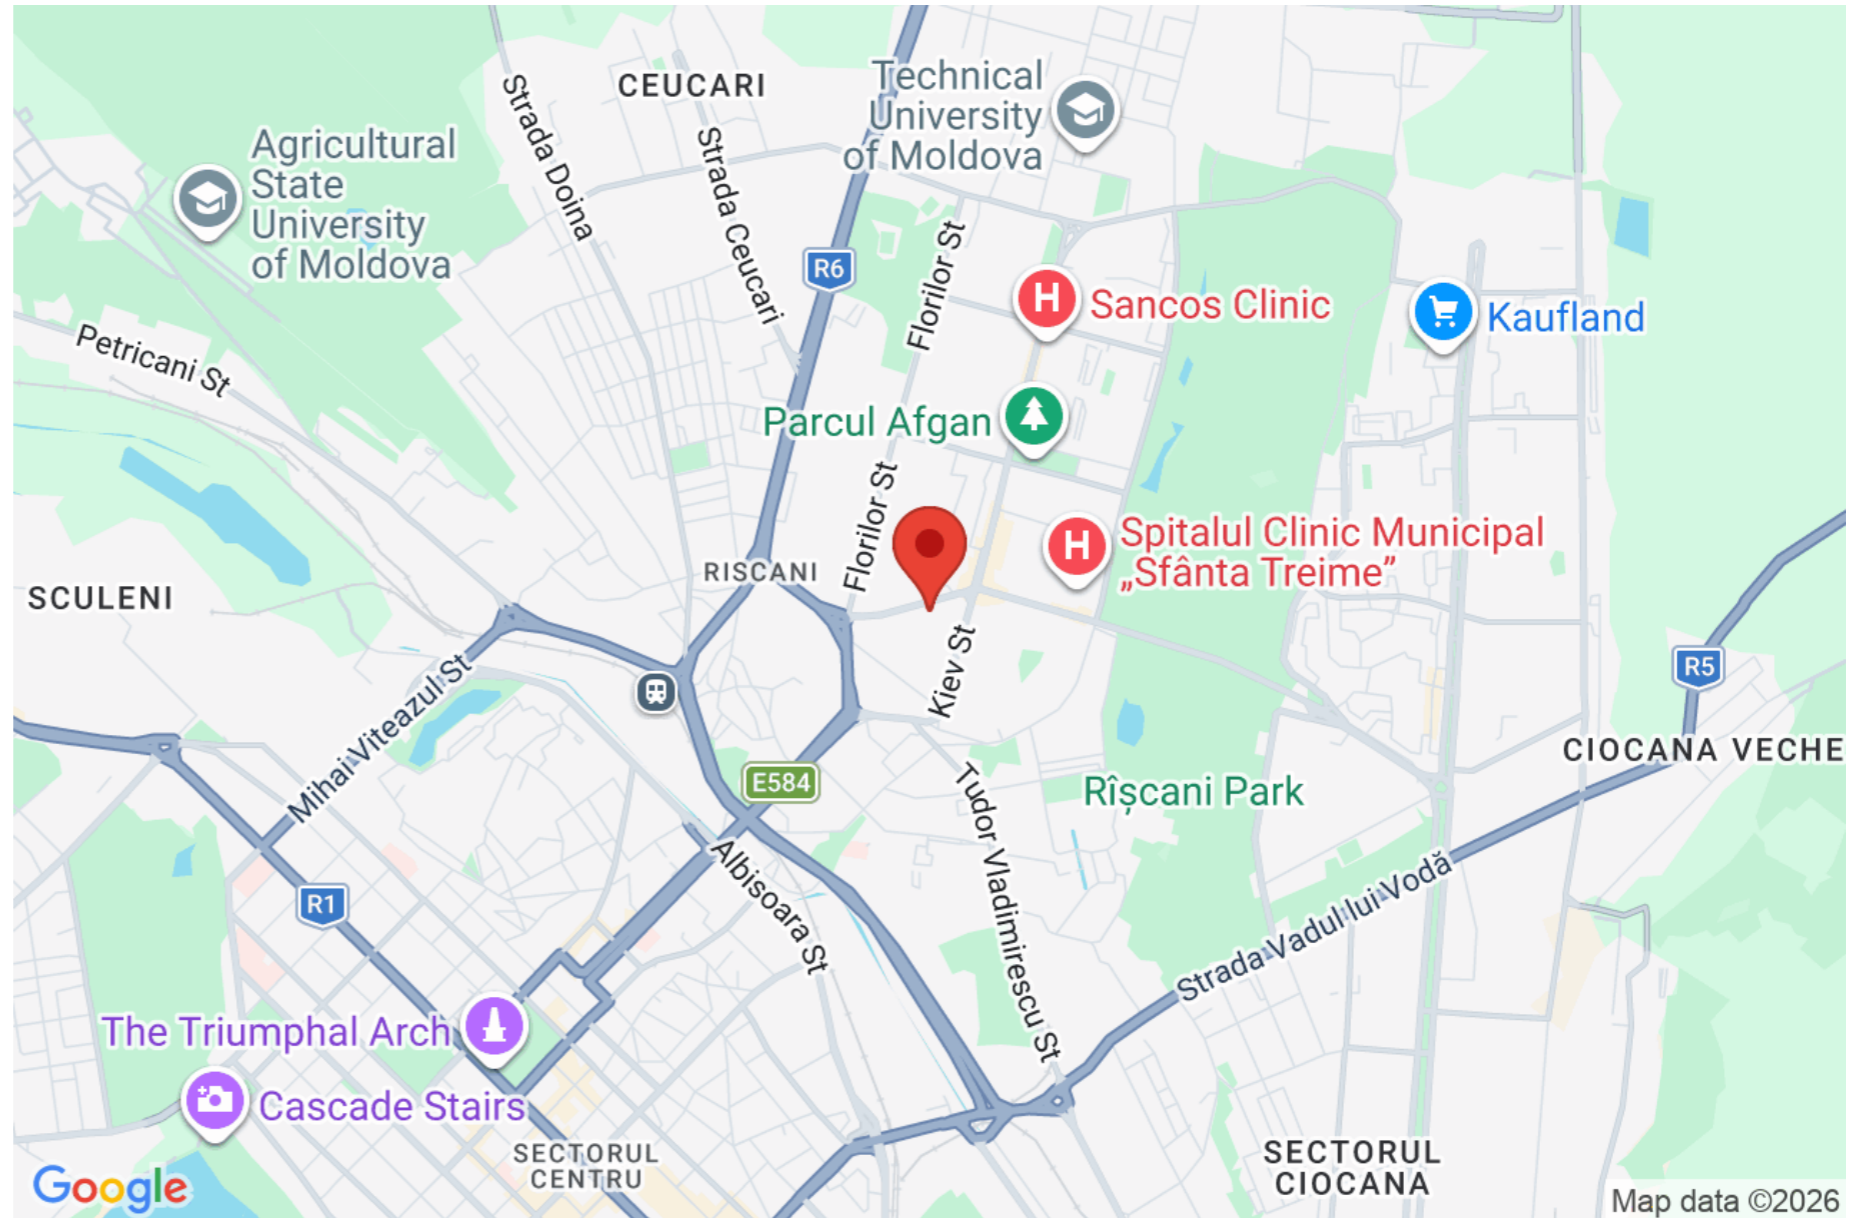 CEUCARI
Technical
University
of Moldova
Strada Doina
Strada Ceucari
Agricultural
State
University
of Moldova
R6
Florilor St
Sancos Clinic
Kaufland
Petricani St
Parcul Afgan
Florilor St
Spitalul Clinic Municipal
„Sfânta Treime”
RISCANI
SCULENI
Kiev St
R5
Mihai Viteazul St
CIOCANA VECHE
E584
Rîșcani Park
Tudor Vladimirescu St
Albisoara St
Strada Vadul lui Vodă
R1
The Triumphal Arch
Cascade Stairs
SECTORUL
CENTRU
SECTORUL
CIOCANA
Google
Map data ©2026